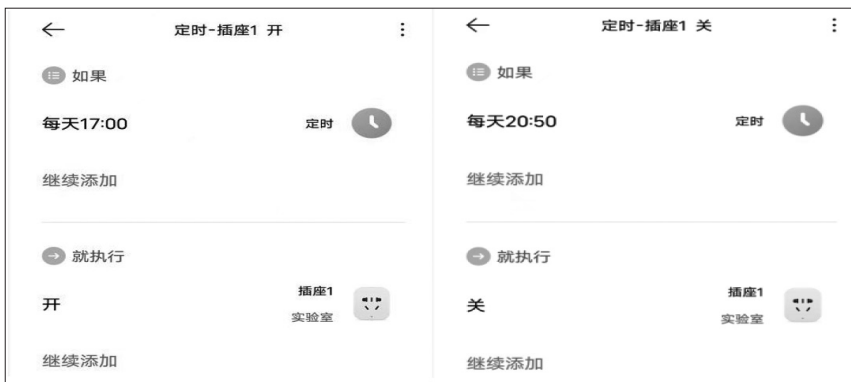 定时-插座1 开
如果
每天17:00 定时
继续添加
就执行
开 插座1
实验室
继续添加
定时-插座1 关
如果
每天20:50 定时
继续添加
就执行
关 插座1
实验室
继续添加